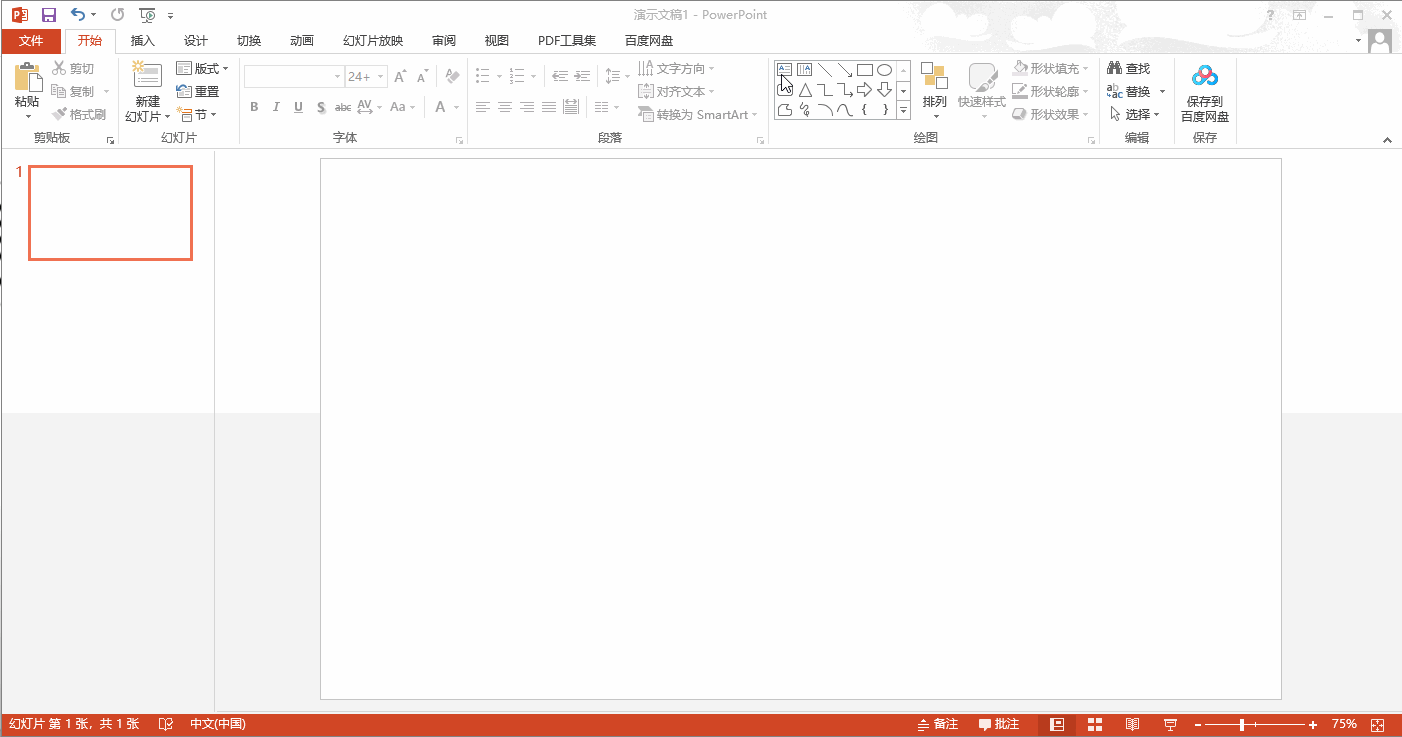 演示文稿1 - PowerPoint
文件 开始 插入 设计 切换 动画 幻灯片放映 审阅 视图 PDF工具集 百度网盘
粘贴 剪切 复制 格式刷 剪贴板
新建 幻灯片 版式 重置 节 幻灯片
24+ B I U S abc AV Aa A 字体
文字方向 对齐文本 转换为 SmartArt 段落
排列 快速样式 形状填充 形状轮廓 形状效果 绘图
查找 替换 选择 编辑
保存到 百度网盘 保存
1
幻灯片 第 1 张，共 1 张 中文(中国) 备注 批注 75%